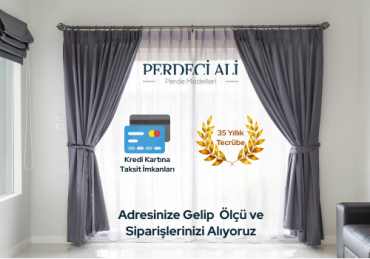 PERDECİ ALİ
Perde Modelleri
35 Yıllık
Tecrübe
Kredi Kartına
Taksit İmkanları
Adresinize Gelip Ölçü ve
Siparişlerinizi Alıyoruz